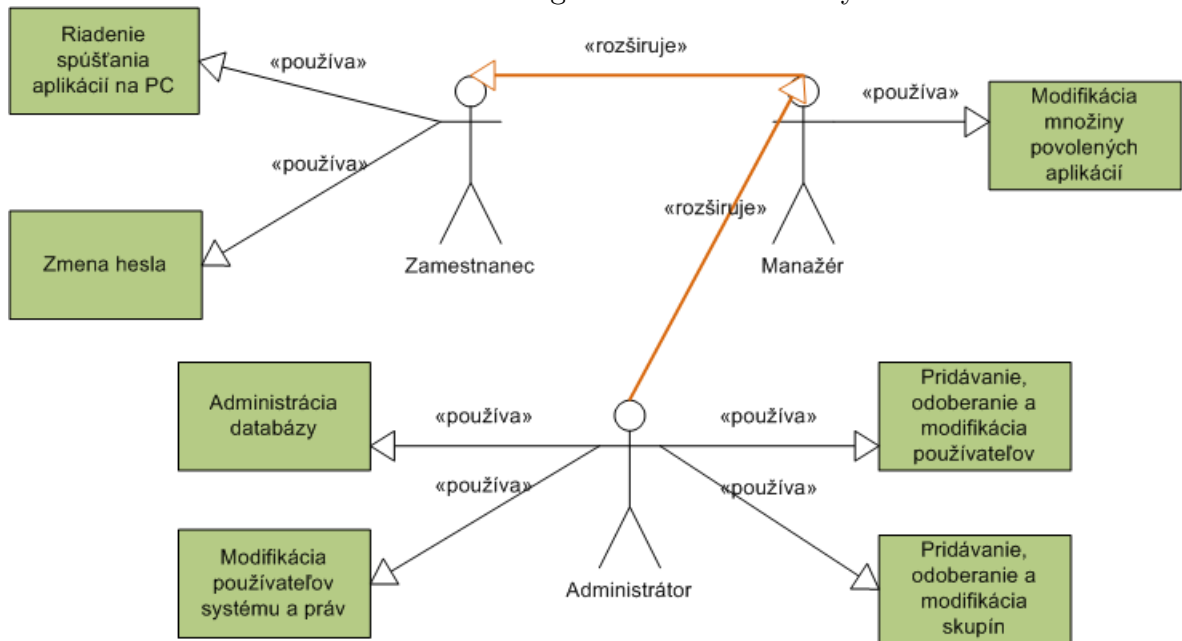 Riadenie
spúšťania
aplikácií na PC
«používa»
«rozširuje»
«používa»
Modifikácia
množiny
povolených
aplikácií
«používa»
Zmena hesla
«rozširuje»
Zamestnanec
Manažér
Administrácia
databázy
«používa»
«používa»
Pridávanie,
odoberanie a
modifikácia
používateľov
«používa»
«používa»
Modifikácia
používateľov
systému a práv
Administrátor
Pridávanie,
odoberanie a
modifikácia
skupín